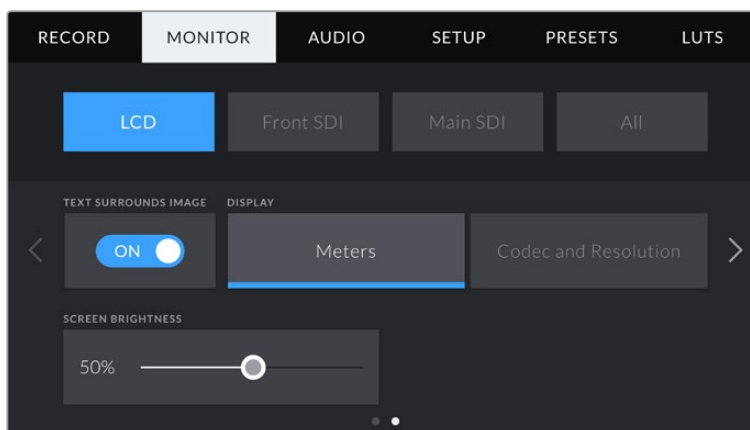 RECORD MONITOR AUDIO SETUP PRESETS LUTS
LCD Front SDI Main SDI All
TEXT SURROUNDS IMAGE DISPLAY
ON Meters Codec and Resolution
SCREEN BRIGHTNESS
50%